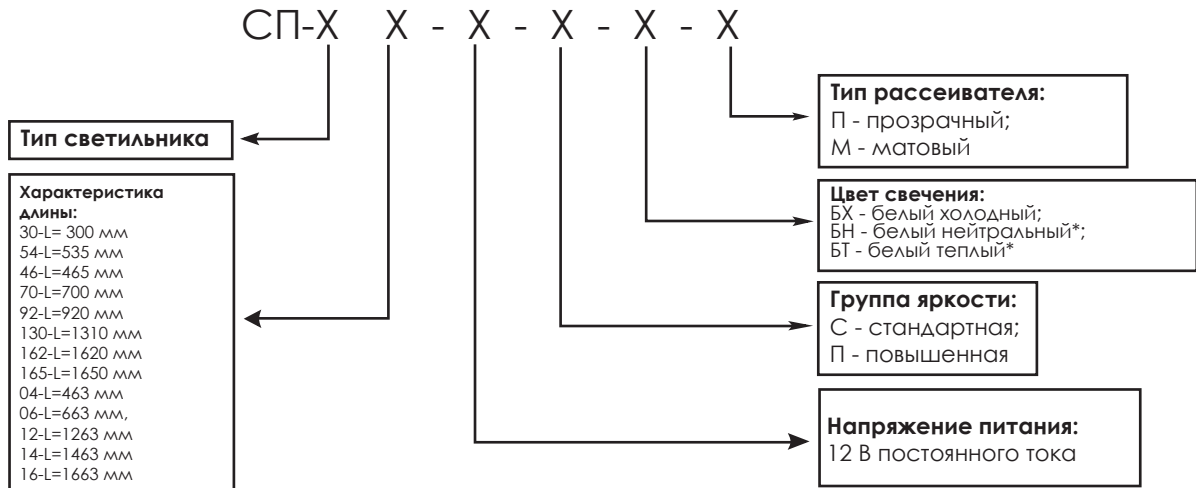 СП-Х Х - Х - Х - Х - Х
Тип светильника
Характеристика
длины:
30-L= 300 мм
54-L=535 мм
46-L=465 мм
70-L=700 мм
92-L=920 мм
130-L=1310 мм
162-L=1620 мм
165-L=1650 мм
04-L=463 мм
06-L=663 мм,
12-L=1263 мм
14-L=1463 мм
16-L=1663 мм
Тип рассеивателя:
П - прозрачный;
М - матовый
Цвет свечения:
БХ - белый холодный;
БН - белый нейтральный*;
БТ - белый теплый*
Группа яркости:
С - стандартная;
П - повышенная
Напряжение питания:
12 В постоянного тока